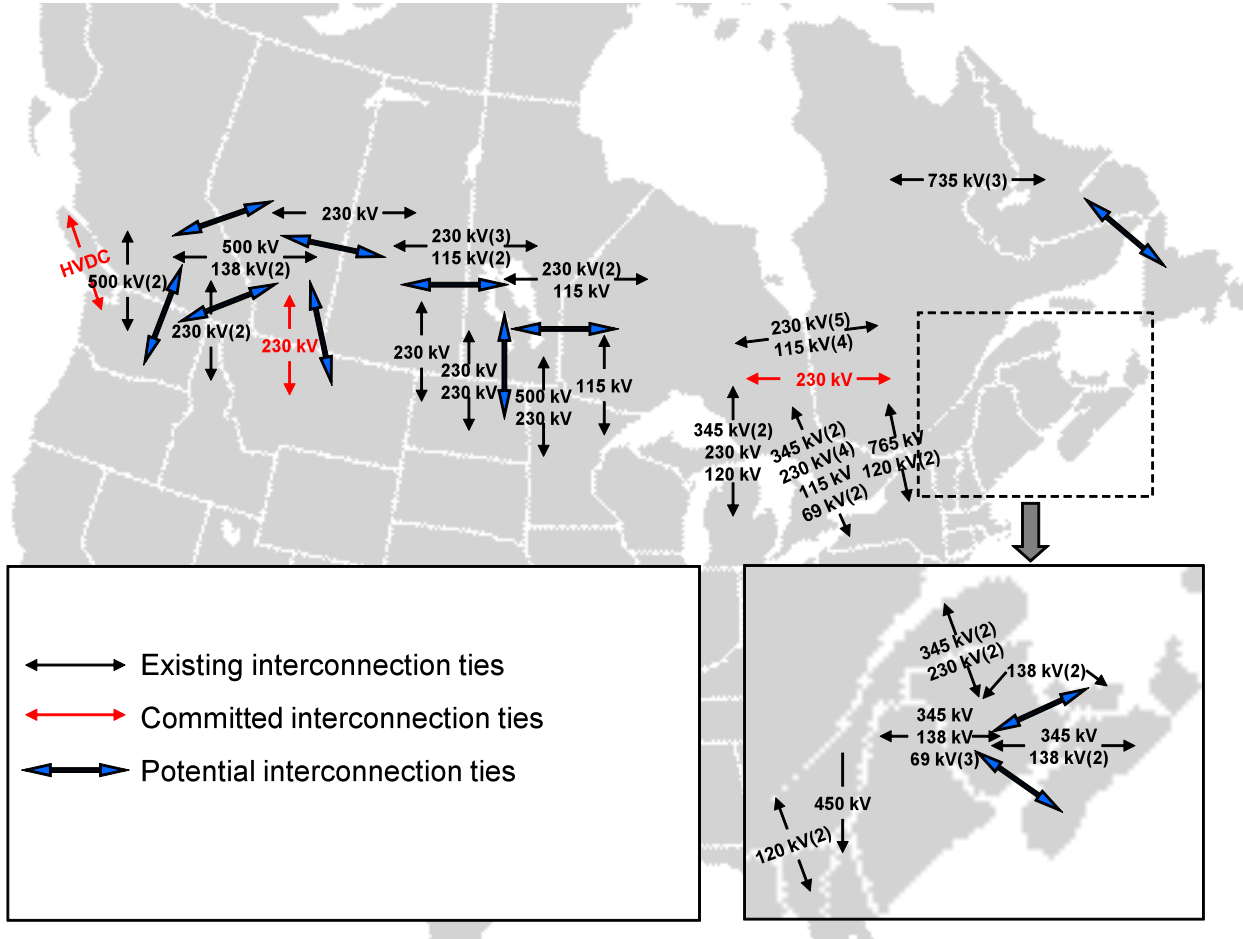 735 kV(3)
230 kV
HVDC
500 kV(2)
500 kV
138 kV(2)
230 kV(3)
115 kV(2)
230 kV(2)
115 kV
230 kV(2)
230 kV
230 kV
230 kV
230 kV
500 kV
230 kV
115 kV
230 kV(5)
115 kV(4)
230 kV
345 kV(2)
230 kV
120 kV
345 kV(2)
230 kV(4)
115 kV
69 kV(2)
765 kV
120 kV(2)
Existing interconnection ties
Committed interconnection ties
Potential interconnection ties
345 kV(2)
230 kV(2)
138 kV(2)
345 kV
138 kV
69 kV(3)
345 kV
138 kV(2)
450 kV
120 kV(2)